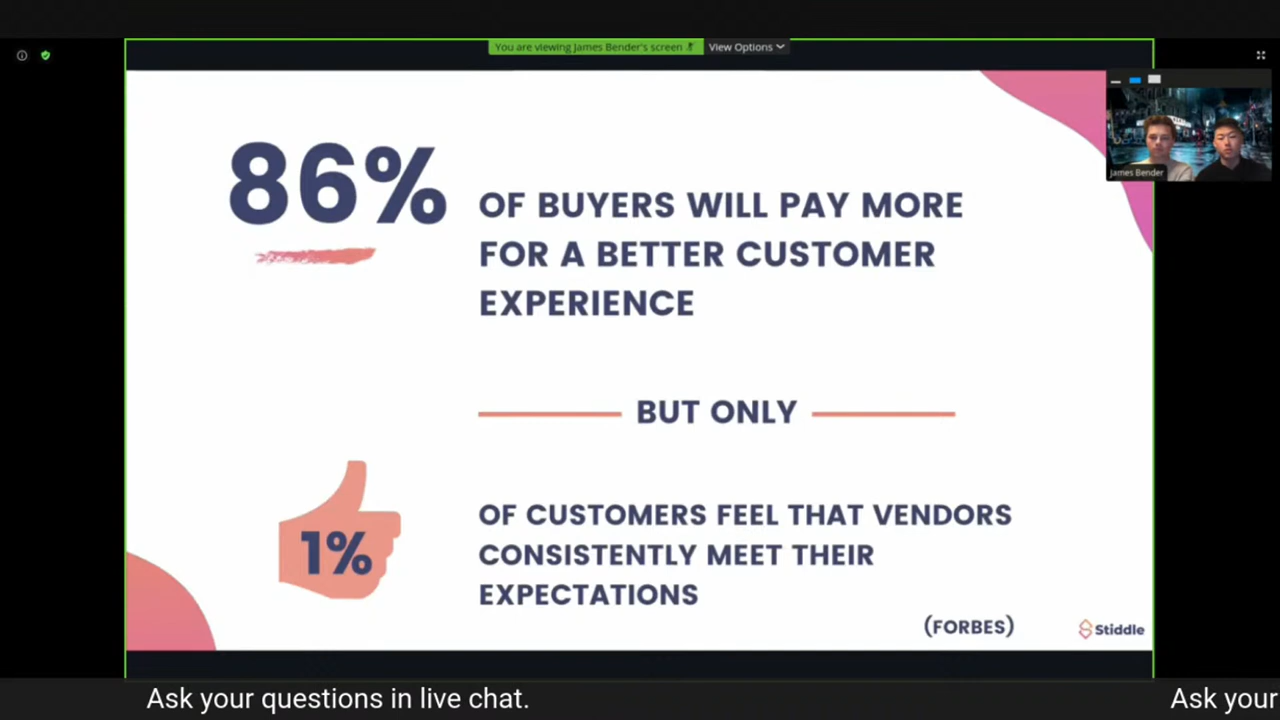 You are viewing James Bender's screen
View Options
James Bender
86%
OF BUYERS WILL PAY MORE
FOR A BETTER CUSTOMER
EXPERIENCE
BUT ONLY
1%
OF CUSTOMERS FEEL THAT VENDORS
CONSISTENTLY MEET THEIR
EXPECTATIONS
(FORBES)
Stiddle
Ask your questions in live chat.
Ask your